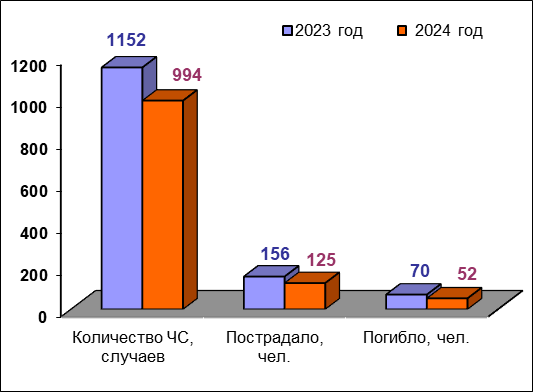 2023 год 2024 год
1152
994
156
125
70
52
1200
1000
800
600
400
200
0
Количество ЧС,
случаев
Пострадало,
чел.
Погибло, чел.